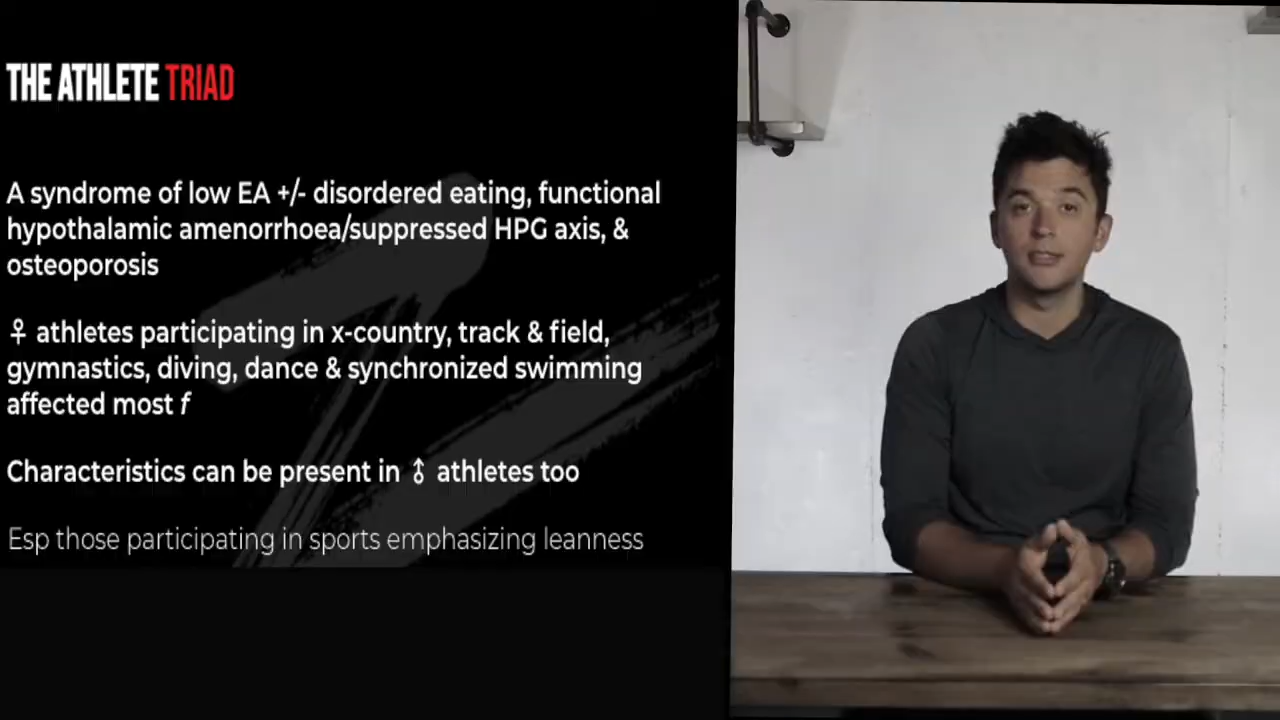 THE ATHLETE TRIAD
A syndrome of low EA +/- disordered eating, functional
hypothalamic amenorrhoea/suppressed HPG axis, &
osteoporosis
♀ athletes participating in x-country, track & field,
gymnastics, diving, dance & synchronized swimming
affected most f
Characteristics can be present in ⚦ athletes too
Esp those participating in sports emphasizing leanness